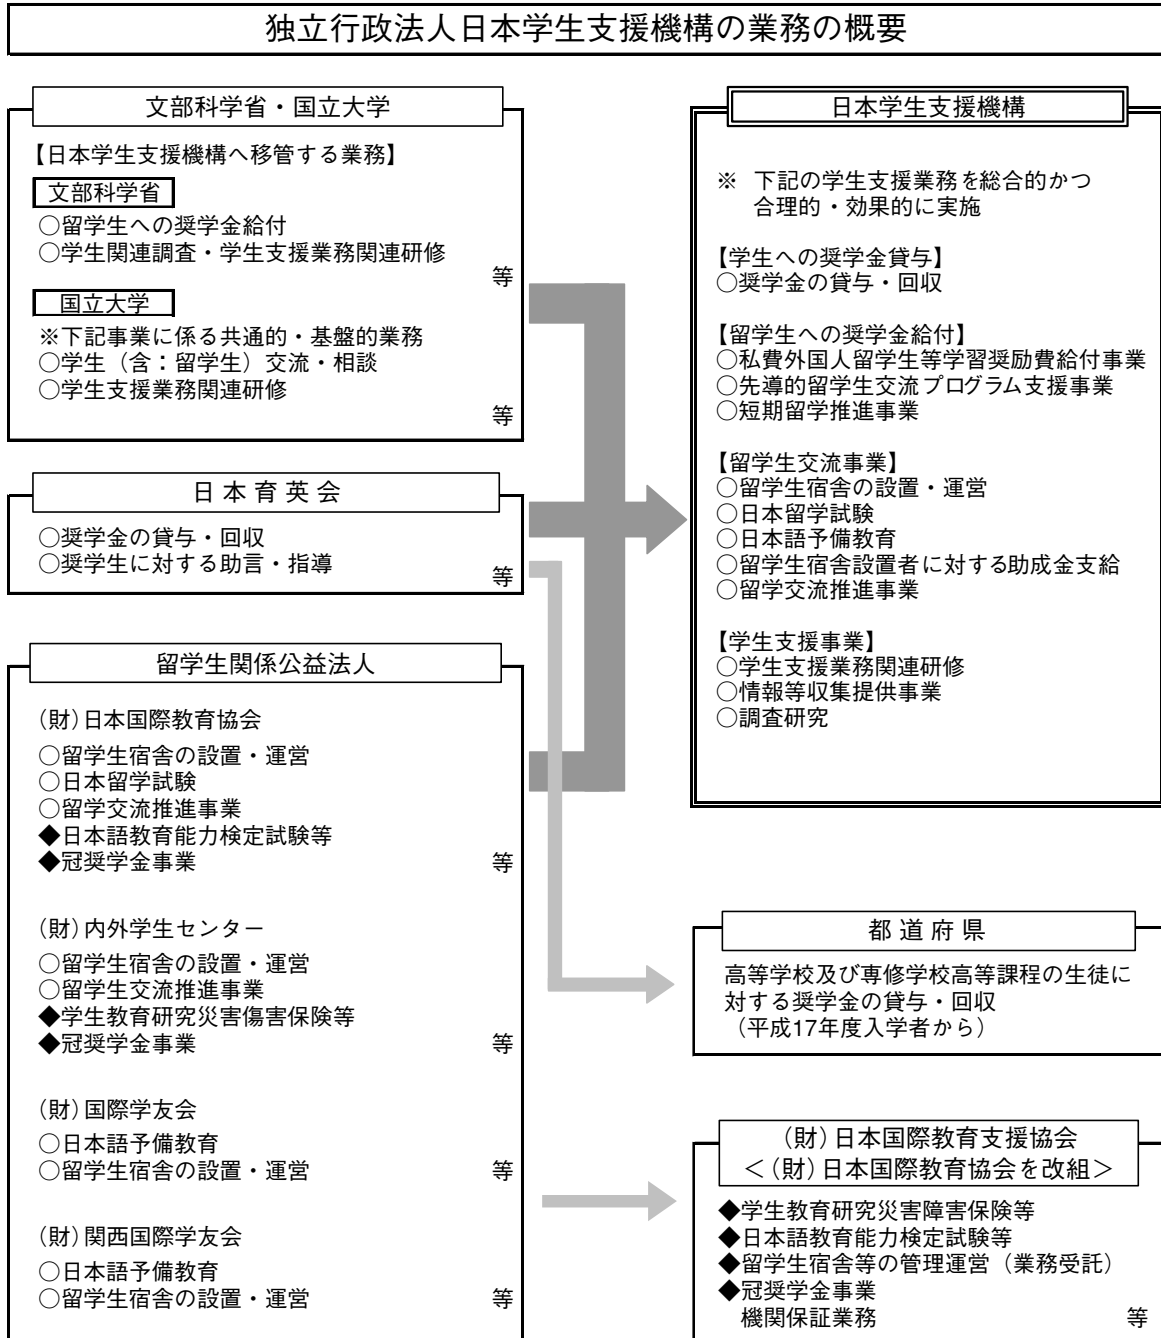 独立行政法人日本学生支援機構の業務の概要
文部科学省・国立大学
【日本学生支援機構へ移管する業務】
文部科学省
○留学生への奨学金給付
○学生関連調査・学生支援業務関連研修
等
国立大学
※下記事業に係る共通的・基盤的業務
○学生（含：留学生）交流・相談
○学生支援業務関連研修
等
日本育英会
○奨学金の貸与・回収
○奨学生に対する助言・指導
等
留学生関係公益法人
（財）日本国際教育協会
○留学生宿舎の設置・運営
○日本留学試験
○留学交流推進事業
◆日本語教育能力検定試験等
◆冠奨学金事業
等
（財）内外学生センター
○留学生宿舎の設置・運営
○留学生交流推進事業
◆学生教育研究災害傷害保険等
◆冠奨学金事業
等
（財）国際学友会
○日本語予備教育
○留学生宿舎の設置・運営
等
（財）関西国際学友会
○日本語予備教育
○留学生宿舎の設置・運営
等
日本学生支援機構
※ 下記の学生支援業務を総合的かつ
合理的・効果的に実施
【学生への奨学金貸与】
○奨学金の貸与・回収
【留学生への奨学金給付】
○私費外国人留学生等学習奨励費給付事業
○先導的留学生交流プログラム支援事業
○短期留学推進事業
【留学生交流事業】
○留学生宿舎の設置・運営
○日本留学試験
○日本語予備教育
○留学生宿舎設置者に対する助成金支給
○留学交流推進事業
【学生支援事業】
○学生支援業務関連研修
○情報等収集提供事業
○調査研究
都道府県
高等学校及び専修学校高等課程の生徒に
対する奨学金の貸与・回収
（平成17年度入学者から）
（財）日本国際教育支援協会
＜（財）日本国際教育協会を改組＞
◆学生教育研究災害障害保険等
◆日本語教育能力検定試験等
◆留学生宿舎等の管理運営（業務受託）
◆冠奨学金事業
機関保証業務
等